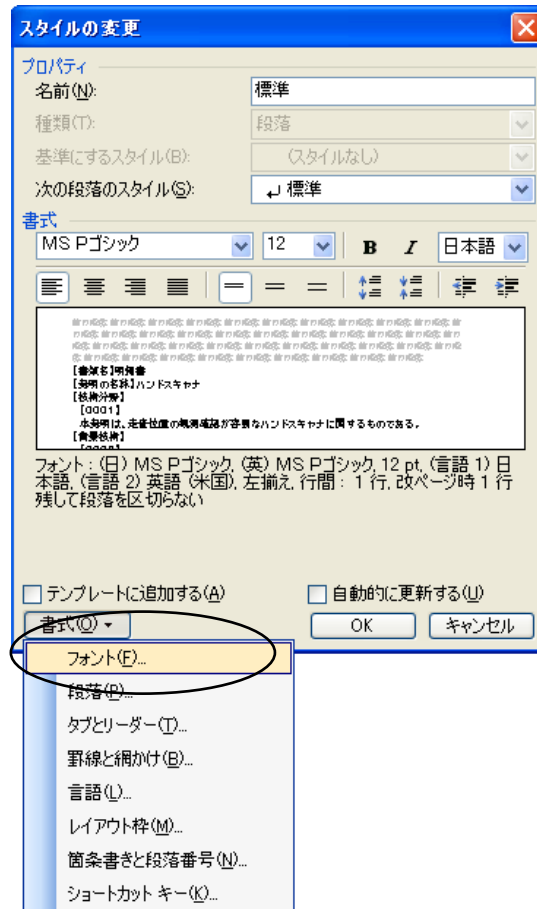 スタイルの変更
プロパティ
名前(N): 標準
種類(T): 段落
基準にするスタイル(B): (スタイルなし)
次の段落のスタイル(S): ↵ 標準
書式
MS Pゴシック 12 B I 日本語
【書類名】明細書
【発明の名称】ハンドスキャナ
【技術分野】
【0001】
本発明は、走査位置の観測確認が容易なハンドスキャナに関するものである。
【背景技術】
フォント : (日) MS Pゴシック, (英) MS Pゴシック, 12 pt, (言語 1) 日
本語, (言語 2) 英語 (米国), 左揃え, 行間 : 1 行, 改ページ時 1 行
残して段落を区切らない
テンプレートに追加する(A) 自動的に更新する(U)
書式(O) OK キャンセル
フォント(F)...
段落(P)...
タブとリーダー(T)...
罫線と網かけ(B)...
言語(L)...
レイアウト枠(M)...
箇条書きと段落番号(N)...
ショートカット キー(K)...